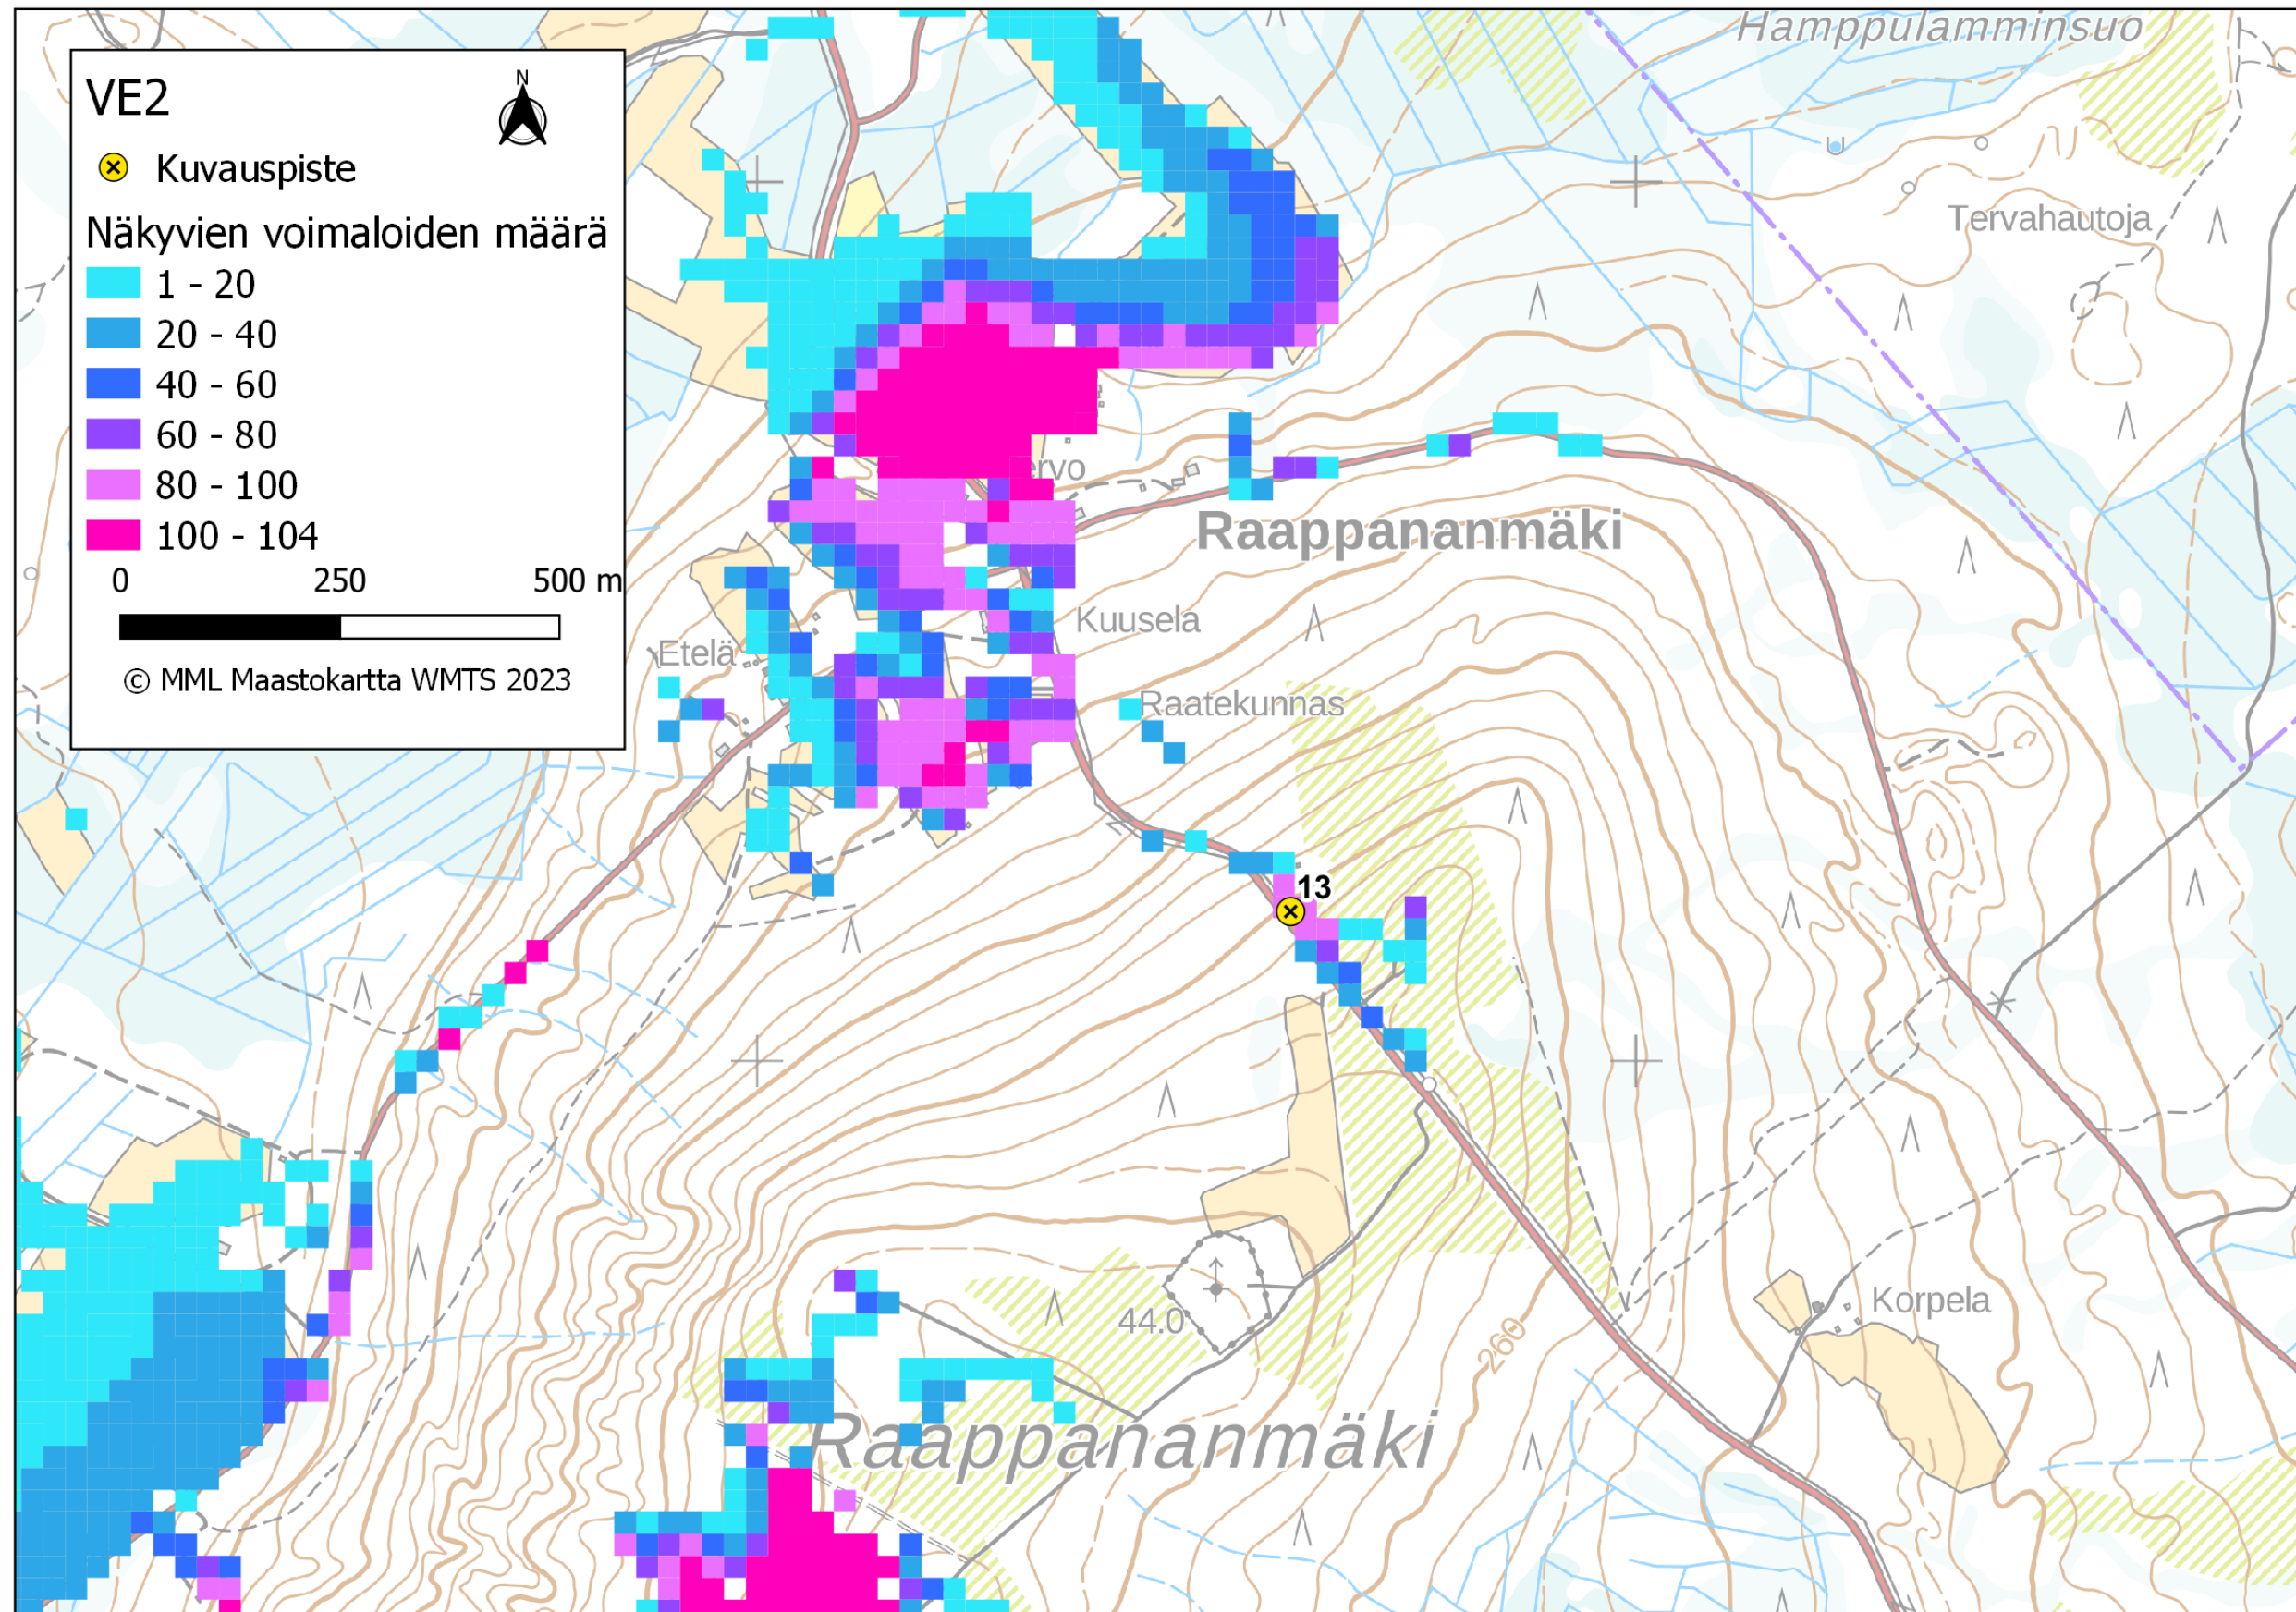 VE2
N
Kuvauspiste
Näkyvien voimaloiden määrä
1 - 20
20 - 40
40 - 60
60 - 80
80 - 100
100 - 104
0 250 500 m
© MML Maastokartta WMTS 2023
Hamppulamminsuo
Tervahautoja
ervo
Raappananmäki
Kuusela
Etelä
Raatekunnas
13
Korpela
44.0
260
Raappananmäki